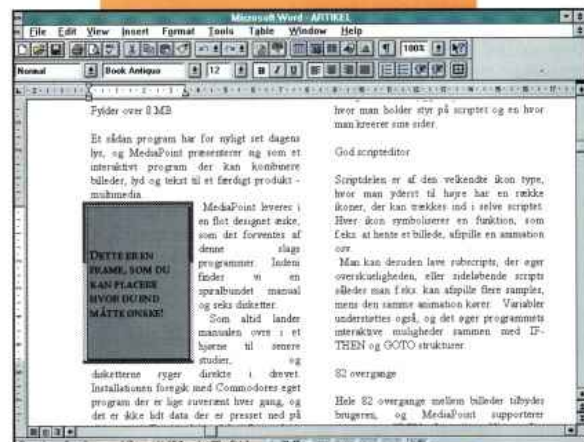 Microsoft Word - ARTIKEL
File Edit View Insert Format Tools Table Window Help
100%
Normal Book Antiqua 12 B I U
Fylder over 8 MB
Et sådan program har for nyligt set dagens
lys, og MediaPoint præsenterer sig som et
interaktivt program der kan kombinere
billeder, lyd og tekst til et færdigt produkt -
multimedia.
MediaPoint leveres i
en flot designet æske,
som det forventes af
denne slags
programmer. Indeni
finder vi en
spiralbundet manual
og seks disketter.
Som altid lander
manualen ovre i et
hjørne til senere
studier, og
disketterne ryger direkte i drevet.
Installationen foregik med Commodores eget
program der er lige suverænt hver gang, og
det er ikke lidt data der er presset ned på
DETTE ER EN
FRAME, SOM DU
KAN PLACERE
HVOR DU END
MÅTTE ØNSKE!
hvor man holder styr på scriptet og en hvor
man kreerer sine sider.
God scripteditor
Scriptdelen er af den velkendte ikon type,
hvor man yderst til højre har en række
ikoner, der kan trækkes ind i selve scriptet.
Hver ikon symboliserer en funktion, som
f.eks. at hente et billede, afspille en animation
osv.
Man kan desuden lave subscripts, der øger
overskueligheden, eller sideløbende scripts
således man f.eks. kan afspille flere samples,
mens den samme animation kører. Variabler
understøttes også, og det øger programmets
interaktive muligheder sammen med IF-
THEN og GOTO strukturer.
82 overgange
Hele 82 overgange mellem billeder tilbydes
brugeren, og MediaPoint supporterer